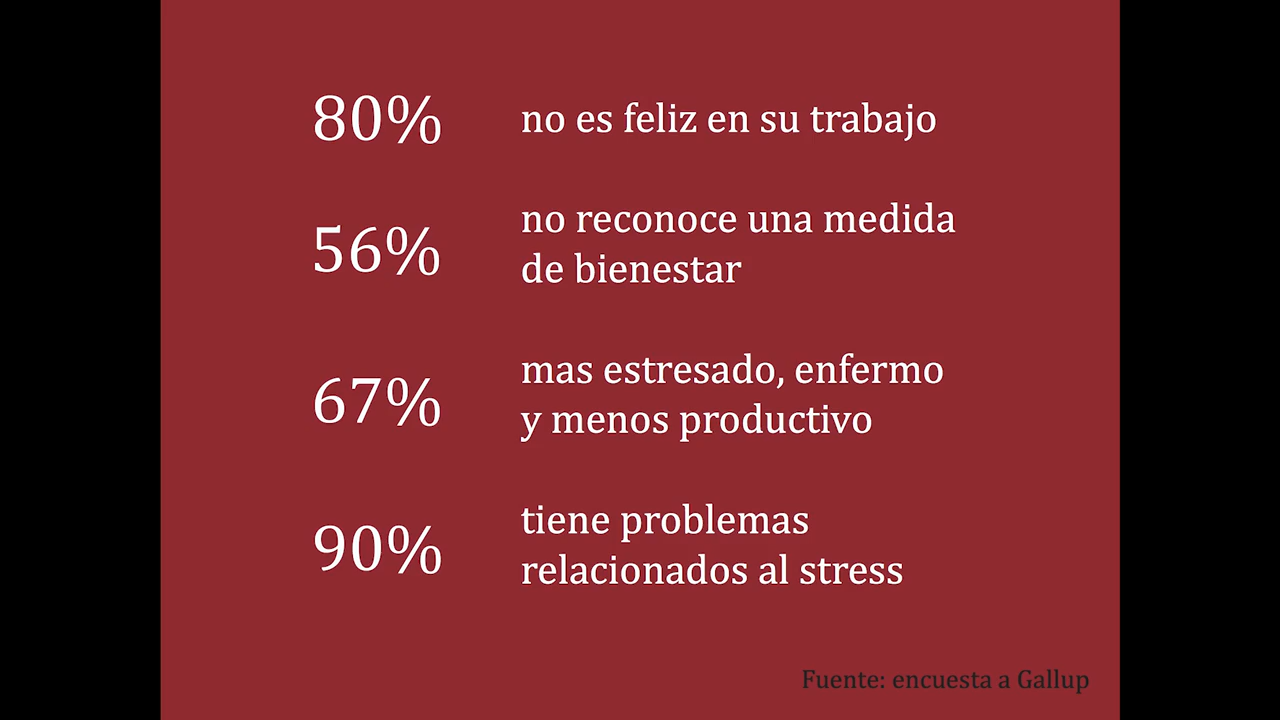 80% no es feliz en su trabajo
56% no reconoce una medida
de bienestar
67% mas estresado, enfermo
y menos productivo
90% tiene problemas
relacionados al stress
Fuente: encuesta a Gallup